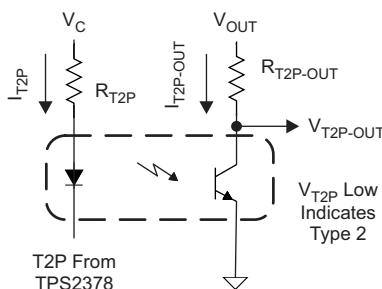 V_C
V_OUT
I_T2P
R_T2P
I_T2P-OUT
R_T2P-OUT
V_T2P-OUT
V_T2P Low
Indicates
Type 2
T2P From
TPS2378